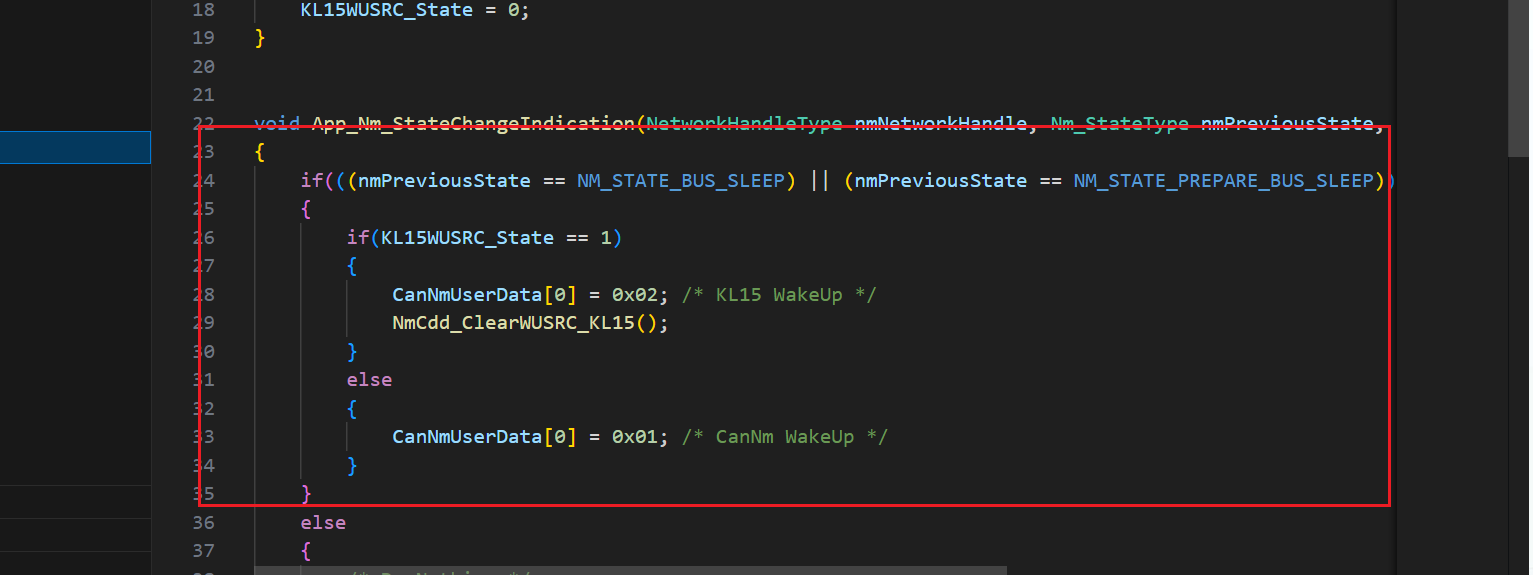 18 KL15WUSRC_State = 0;
19 }
20
21
22 void App_Nm_StateChangeIndication(NetworkHandleType nmNetworkHandle, Nm_StateType nmPreviousState,
23 {
24 if(((nmPreviousState == NM_STATE_BUS_SLEEP) || (nmPreviousState == NM_STATE_PREPARE_BUS_SLEEP))
25 {
26 if(KL15WUSRC_State == 1)
27 {
28 CanNmUserData[0] = 0x02; /* KL15 WakeUp */
29 NmCdd_ClearWUSRC_KL15();
30 }
31 else
32 {
33 CanNmUserData[0] = 0x01; /* CanNm WakeUp */
34 }
35 }
36 else
37 {